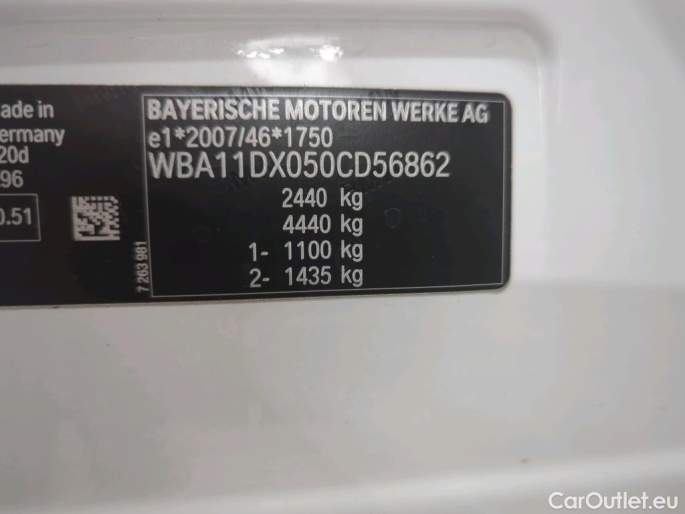 ade in
ermany
20d
96
0.51
7 263 981
BAYERISCHE MOTOREN WERKE AG
e1*2007/46*1750
WBA11DX050CD56862
2440 kg
4440 kg
1- 1100 kg
2- 1435 kg
CarOutlet.eu